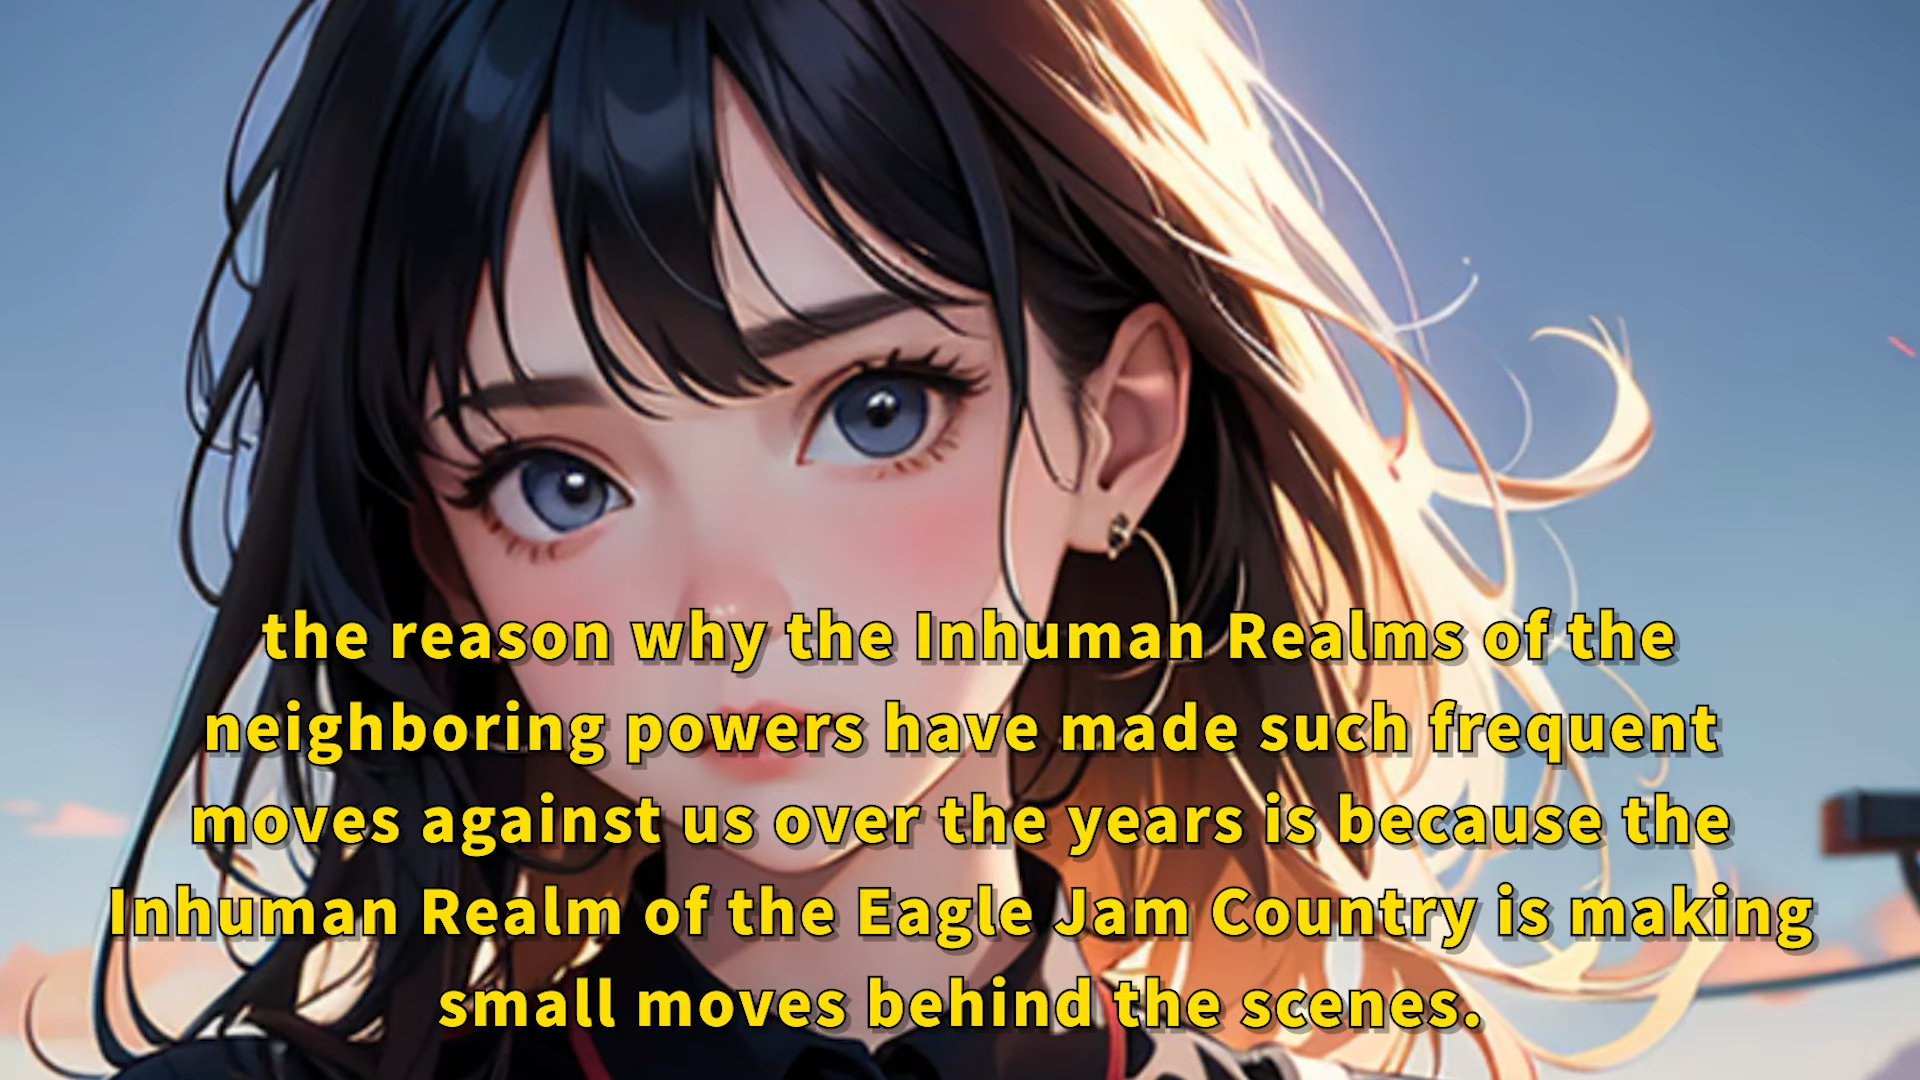 the reason why the Inhuman Realms of the
neighboring powers have made such frequent
moves against us over the years is because the
Inhuman Realm of the Eagle Jam Country is making
small moves behind the scenes.